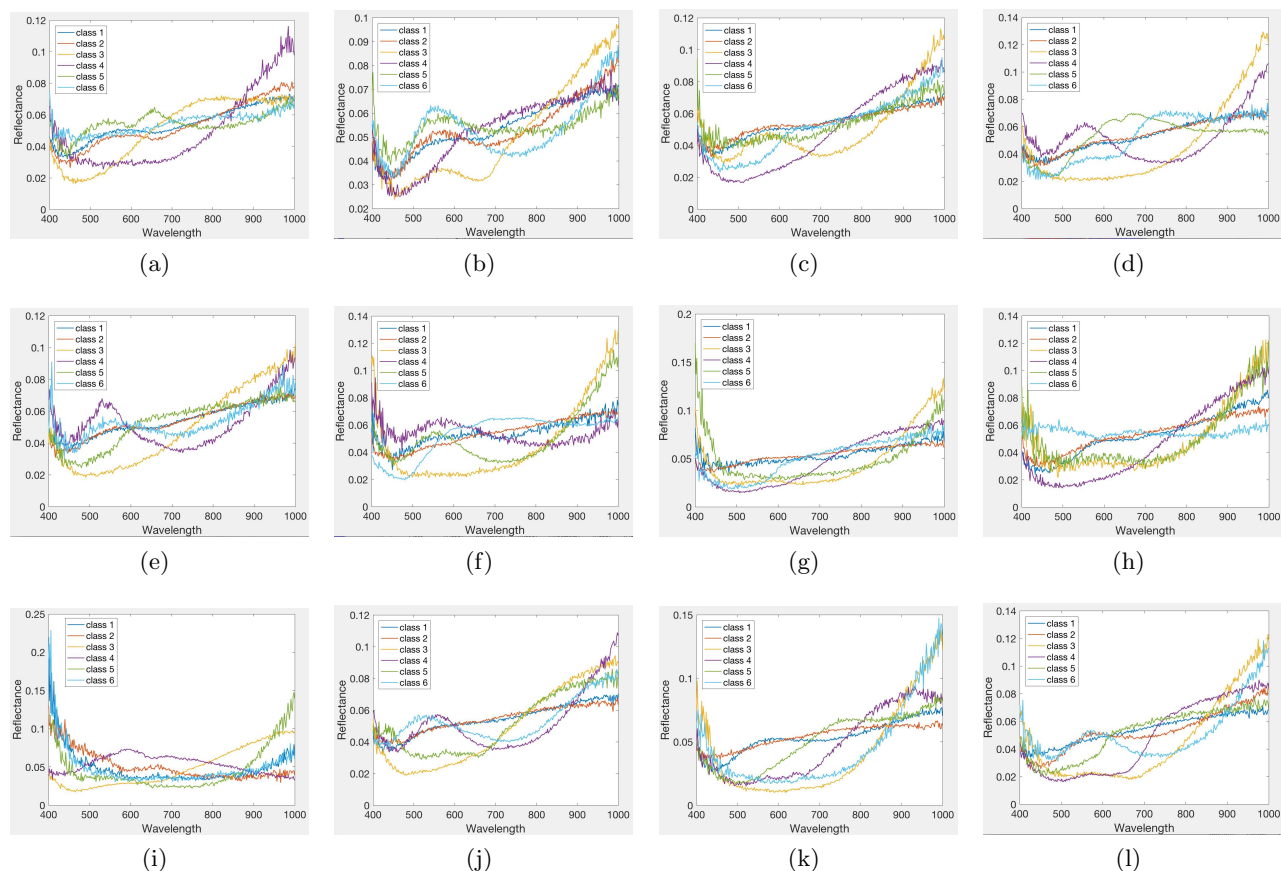 0.12
0.1
0.08
0.06
0.04
0.02
0
Reflectance
class 1
class 2
class 3
class 4
class 5
class 6
400 500 600 700 800 900 1000
Wavelength
(a)
0.1
0.09
0.08
0.07
0.06
0.05
0.04
0.03
0.02
Reflectance
class 1
class 2
class 3
class 4
class 5
class 6
400 500 600 700 800 900 1000
Wavelength
(b)
0.12
0.1
0.08
0.06
0.04
0.02
0
Reflectance
class 1
class 2
class 3
class 4
class 5
class 6
400 500 600 700 800 900 1000
Wavelength
(c)
0.14
0.12
0.1
0.08
0.06
0.04
0.02
0
Reflectance
class 1
class 2
class 3
class 4
class 5
class 6
400 500 600 700 800 900 1000
Wavelength
(d)
0.12
0.1
0.08
0.06
0.04
0.02
0
Reflectance
class 1
class 2
class 3
class 4
class 5
class 6
400 500 600 700 800 900 1000
Wavelength
(e)
0.14
0.12
0.1
0.08
0.06
0.04
0.02
0
Reflectance
class 1
class 2
class 3
class 4
class 5
class 6
400 500 600 700 800 900 1000
Wavelength
(f)
0.2
0.15
0.1
0.05
0
Reflectance
class 1
class 2
class 3
class 4
class 5
class 6
400 500 600 700 800 900 1000
Wavelength
(g)
0.14
0.12
0.1
0.08
0.06
0.04
0.02
0
Reflectance
class 1
class 2
class 3
class 4
class 5
class 6
400 500 600 700 800 900 1000
Wavelength
(h)
0.25
0.2
0.15
0.1
0.05
0
Reflectance
class 1
class 2
class 3
class 4
class 5
class 6
400 500 600 700 800 900 1000
Wavelength
(i)
0.12
0.1
0.08
0.06
0.04
0.02
0
Reflectance
class 1
class 2
class 3
class 4
class 5
class 6
400 500 600 700 800 900 1000
Wavelength
(j)
0.15
0.1
0.05
0
Reflectance
class 1
class 2
class 3
class 4
class 5
class 6
400 500 600 700 800 900 1000
Wavelength
(k)
0.14
0.12
0.1
0.08
0.06
0.04
0.02
0
Reflectance
class 1
class 2
class 3
class 4
class 5
class 6
400 500 600 700 800 900 1000
Wavelength
(l)